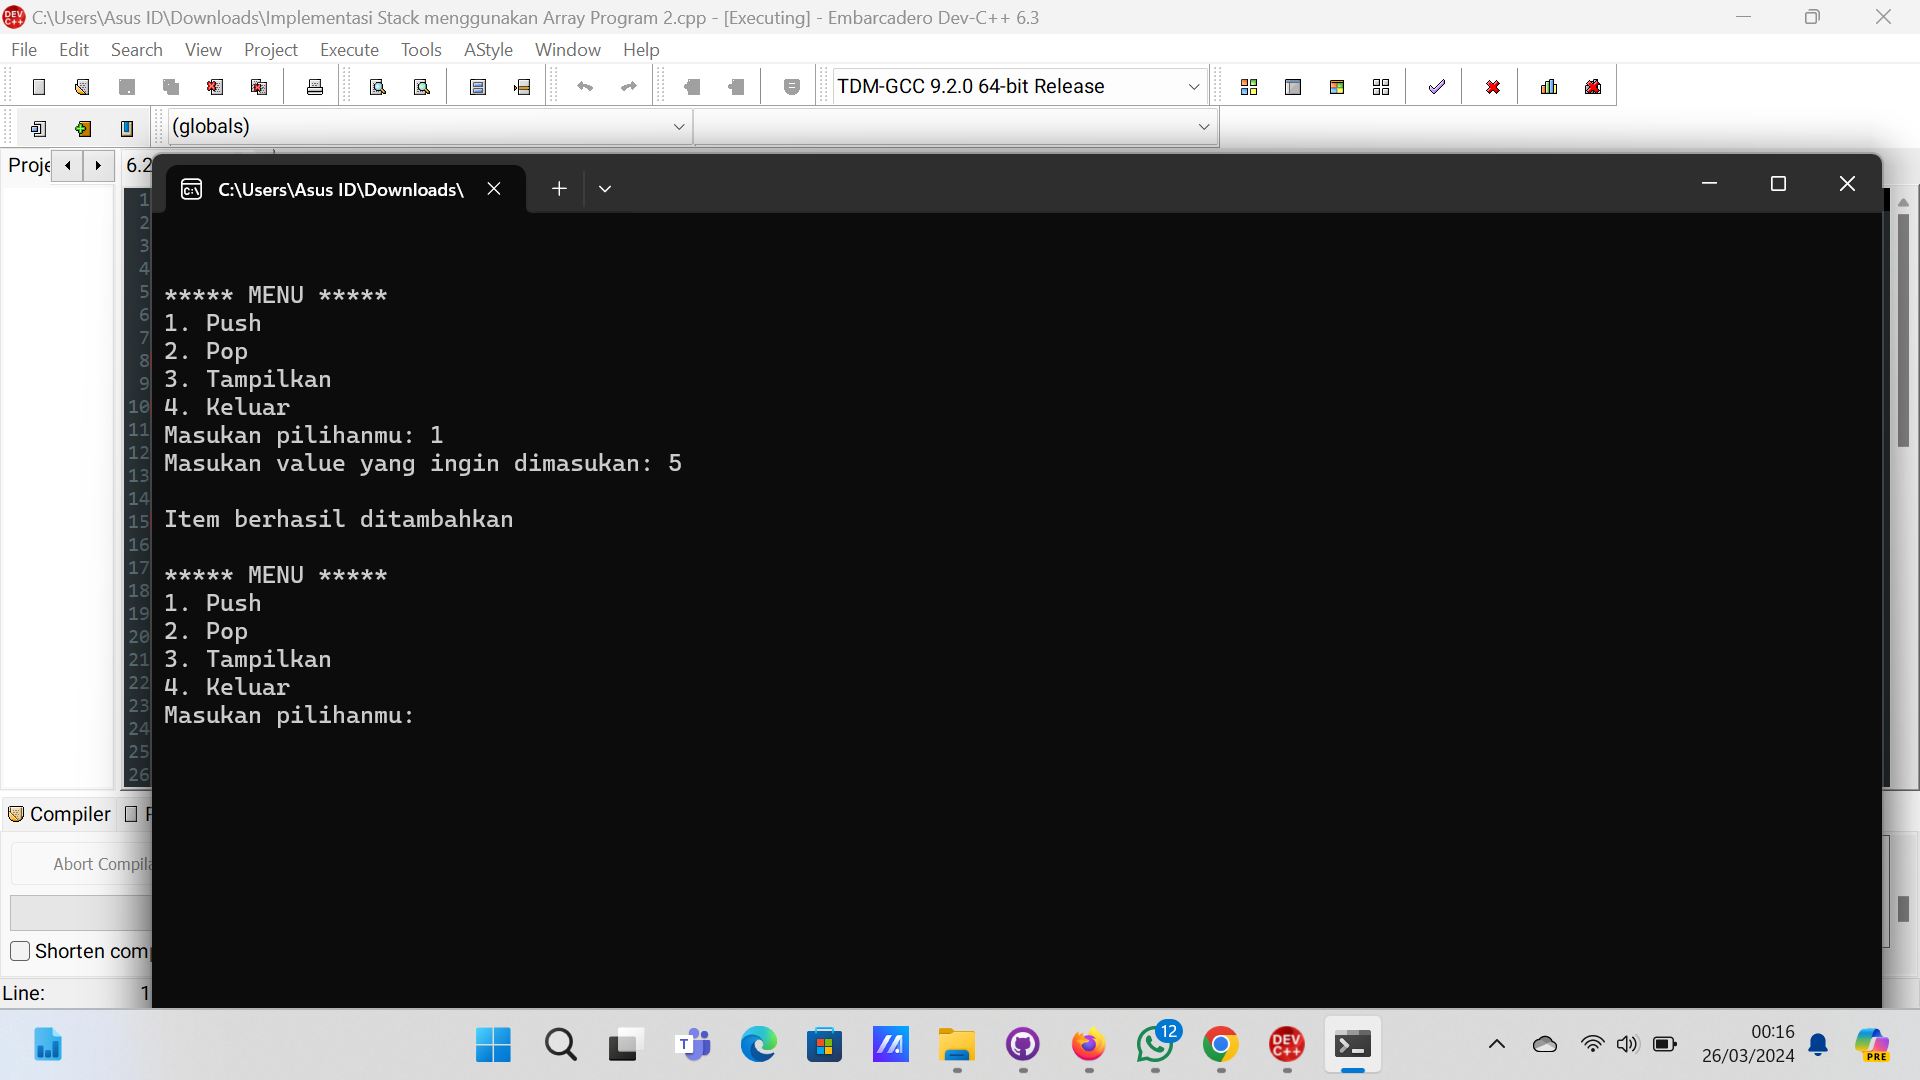 C:\Users\Asus ID\Downloads\Implementasi Stack menggunakan Array Program 2.cpp - [Executing] - Embarcadero Dev-C++ 6.3
File Edit Search View Project Execute Tools AStyle Window Help
TDM-GCC 9.2.0 64-bit Release
(globals)
Proje
6.2
C:\Users\Asus ID\Downloads\
1
2
3
4
5
6
7
8
9
10
11
12
13
14
15
16
17
18
19
20
21
22
23
24
25
26
***** MENU *****
1. Push
2. Pop
3. Tampilkan
4. Keluar
Masukan pilihanmu: 1
Masukan value yang ingin dimasukan: 5
Item berhasil ditambahkan
***** MENU *****
1. Push
2. Pop
3. Tampilkan
4. Keluar
Masukan pilihanmu:
Compiler
Abort Compila
Shorten comp
Line: 1
12
DEV C++
00:16
26/03/2024
PRE